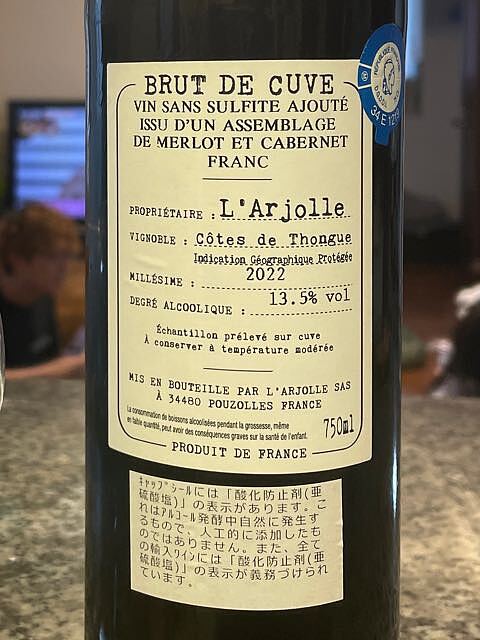 BRUT DE CUVE
VIN SANS SULFITE AJOUTÉ
ISSU D'UN ASSEMBLAGE
DE MERLOT ET CABERNET
FRANC
PROPRIÉTAIRE : L'Arjolle
VIGNOBLE : Côtes de Thongue
Indication Géographique Protégée
MILLÉSIME : 2022
DEGRÉ ALCOOLIQUE : 13.5% vol
Échantillon prélevé sur cuve
À conserver à température modérée
MIS EN BOUTEILLE PAR L'ARJOLLE SAS
À 34480 POUZOLLES FRANCE
La consommation de boissons alcoolisées pendant la grossesse, même
en faible quantité, peut avoir des conséquences graves sur la santé de l'enfant.
750ml
PRODUIT DE FRANCE
ｷｬｯﾌﾟｼｰﾙには「酸化防止剤(亜
硫酸塩)」の表示があります。こ
れはｱﾙｺｰﾙ発酵中自然に発生す
るもので、人工的に添加したも
のではありません。また、全て
の輸入ﾜｲﾝには「酸化防止剤(亜
硫酸塩)」の表示が義務づけられ
ています。